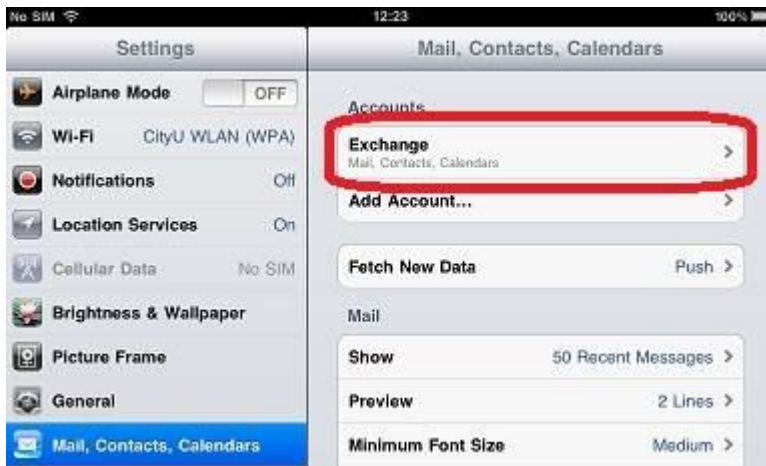 No SIM 12:23 100%
Settings
Airplane Mode OFF
Wi-Fi CityU WLAN (WPA)
Notifications Off
Location Services On
Cellular Data No SIM
Brightness & Wallpaper
Picture Frame
General
Mail, Contacts, Calendars
Mail, Contacts, Calendars
Accounts
Exchange
Mail, Contacts, Calendars
Add Account...
Fetch New Data Push
Mail
Show 50 Recent Messages
Preview 2 Lines
Minimum Font Size Medium